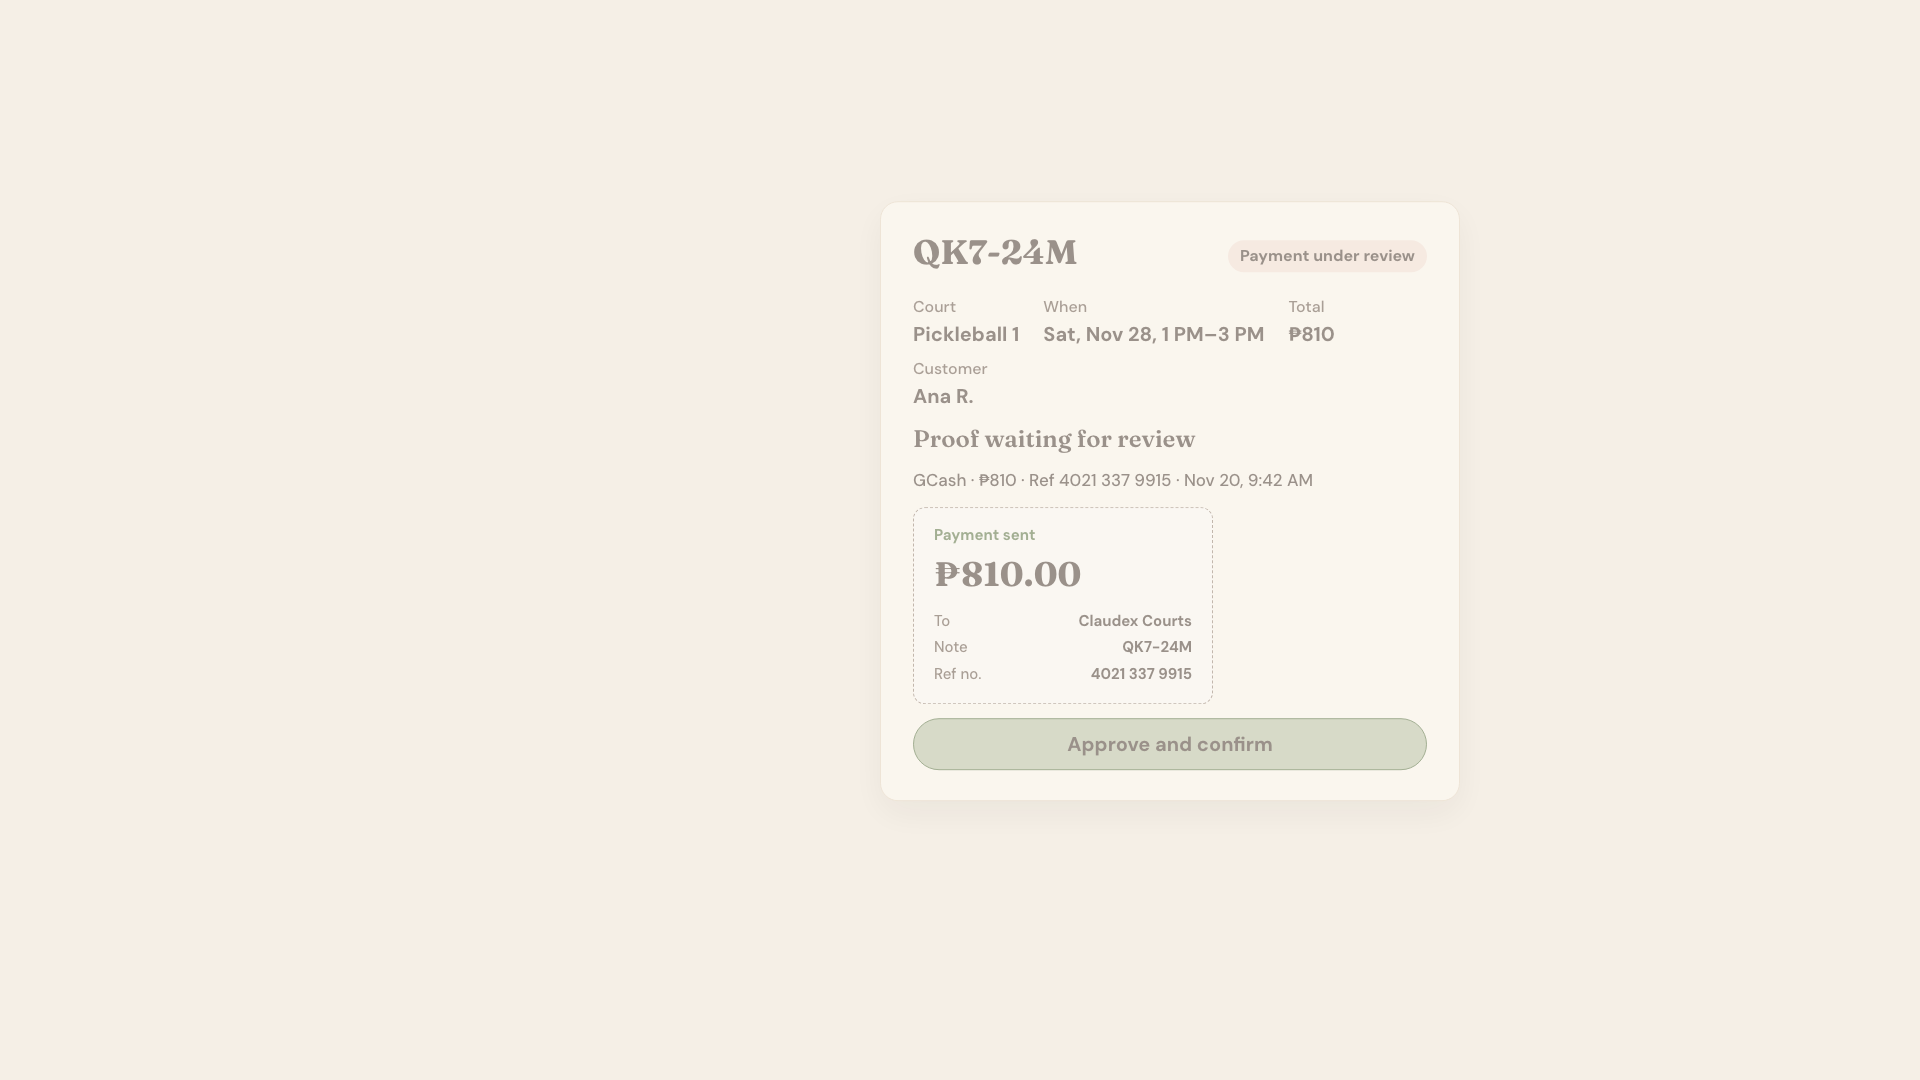 QK7-24M
Payment under review
Court When Total
Pickleball 1 Sat, Nov 28, 1 PM–3 PM ₱810
Customer
Ana R.
Proof waiting for review
GCash · ₱810 · Ref 4021 337 9915 · Nov 20, 9:42 AM
Payment sent
₱810.00
To Claudex Courts
Note QK7-24M
Ref no. 4021 337 9915
Approve and confirm